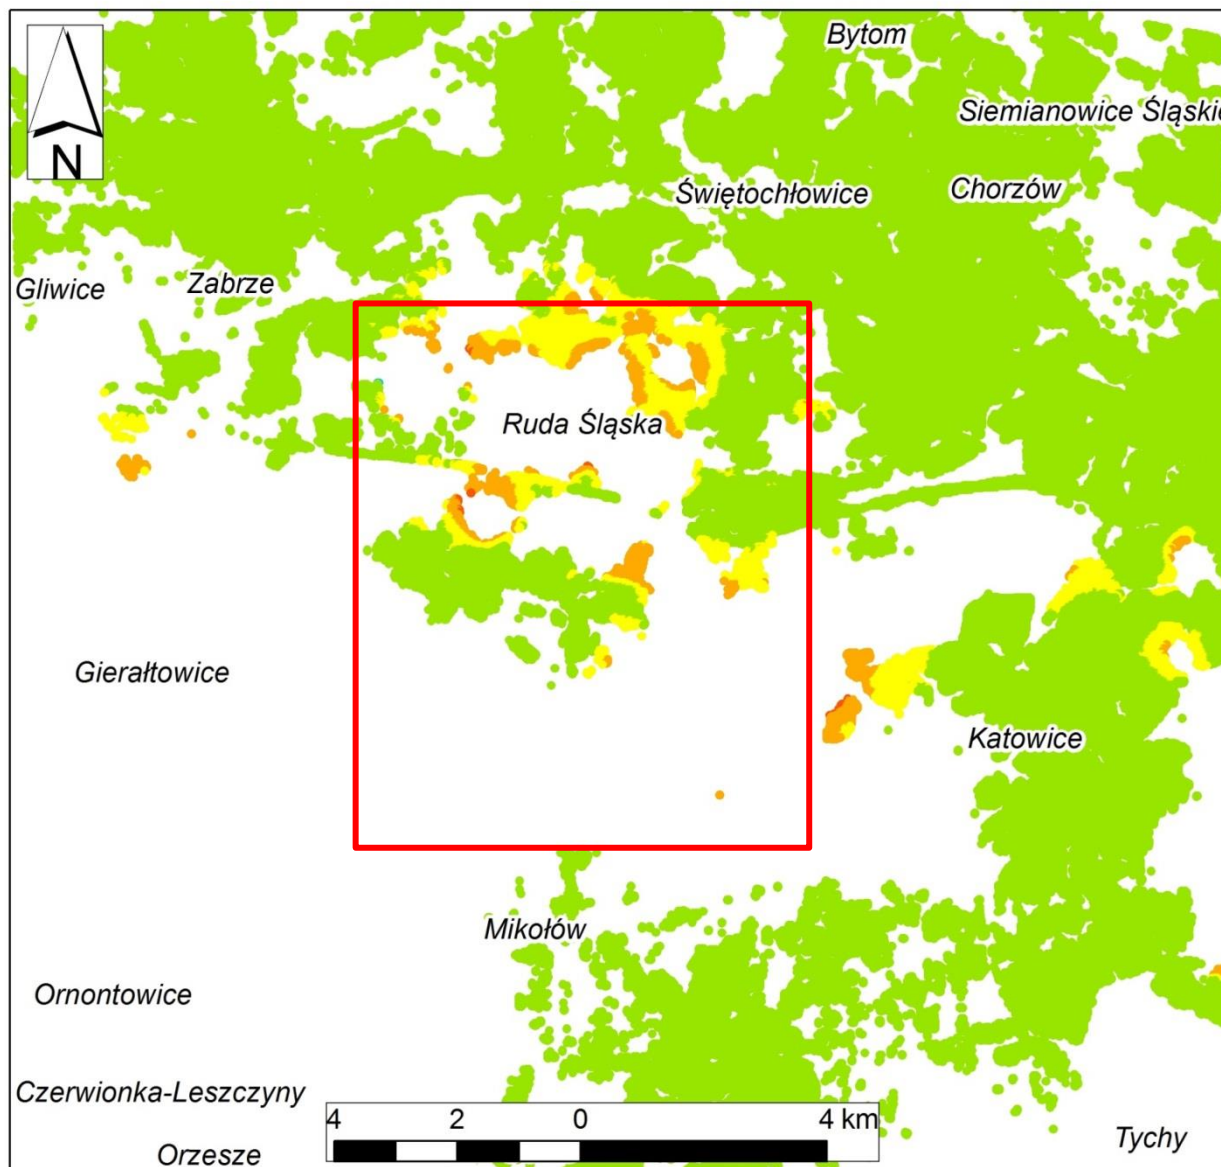 Bytom
N
Siemianowice Śląskie
Świętochłowice
Chorzów
Gliwice
Zabrze
Ruda Śląska
Gierałtowice
Katowice
Mikołów
Ornontowice
Czerwionka-Leszczyny
4 2 0 4 km
Tychy
Orzesze